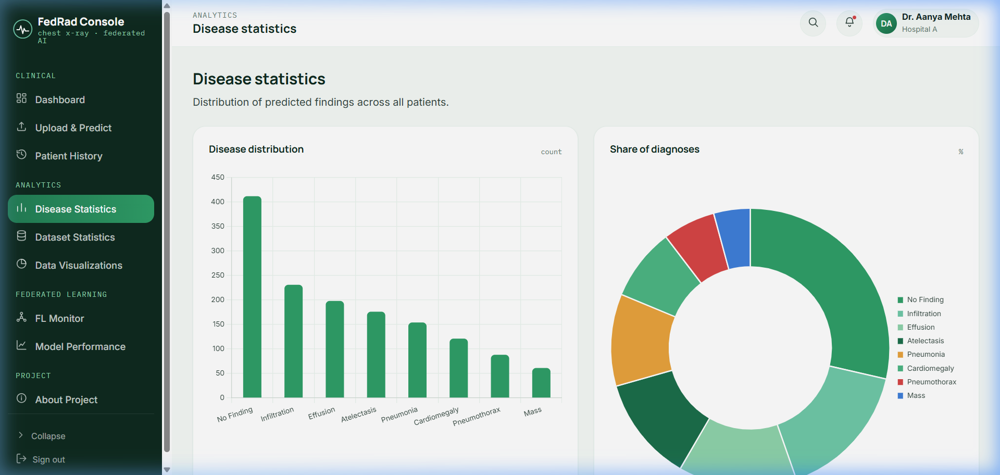 FedRad Console
chest x-ray · federated
AI
CLINICAL
Dashboard
Upload & Predict
Patient History
ANALYTICS
Disease Statistics
Dataset Statistics
Data Visualizations
FEDERATED LEARNING
FL Monitor
Model Performance
PROJECT
About Project
Collapse
Sign out
ANALYTICS
Disease statistics
DA
Dr. Aanya Mehta
Hospital A
Disease statistics
Distribution of predicted findings across all patients.
Disease distribution
count
450
400
350
300
250
200
150
100
50
0
No Finding
Infiltration
Effusion
Atelectasis
Pneumonia
Cardiomegaly
Pneumothorax
Mass
Share of diagnoses
%
No Finding
Infiltration
Effusion
Atelectasis
Pneumonia
Cardiomegaly
Pneumothorax
Mass